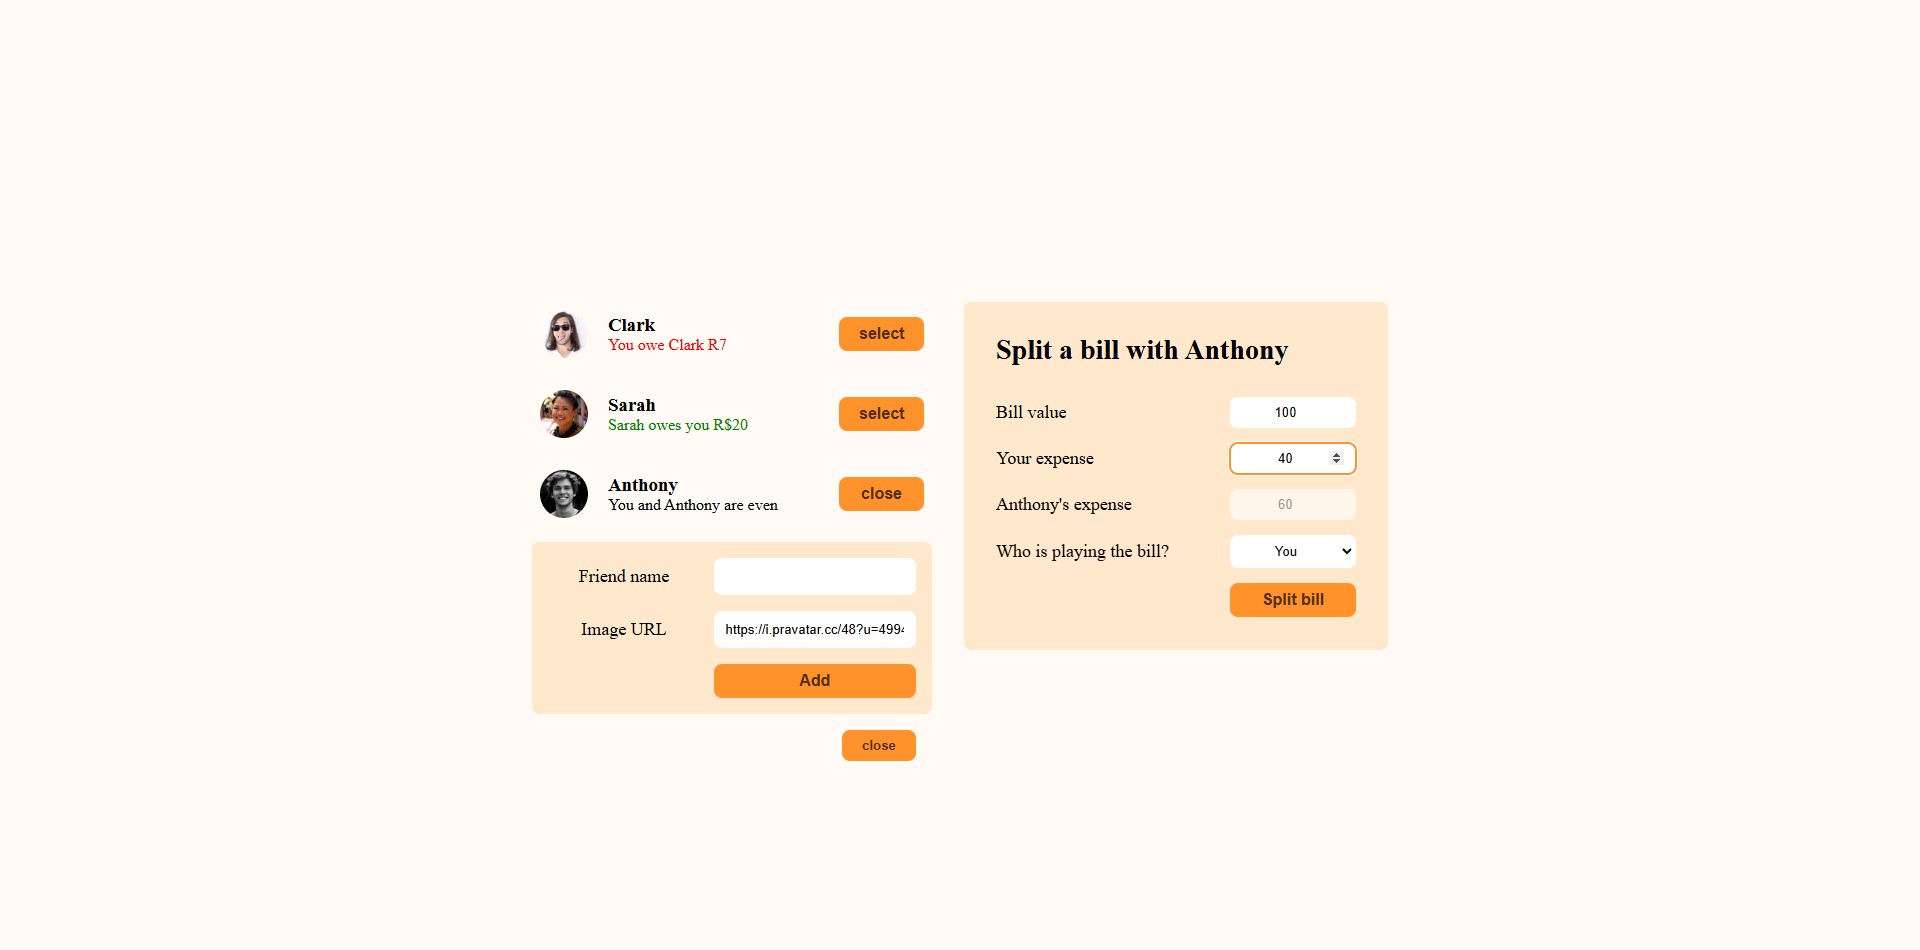 Clark
You owe Clark R7
select
Sarah
Sarah owes you R$20
select
Anthony
You and Anthony are even
close
Friend name
Image URL
https://i.pravatar.cc/48?u=499
Add
close
Split a bill with Anthony
Bill value
100
Your expense
40
Anthony's expense
60
Who is playing the bill?
You
Split bill